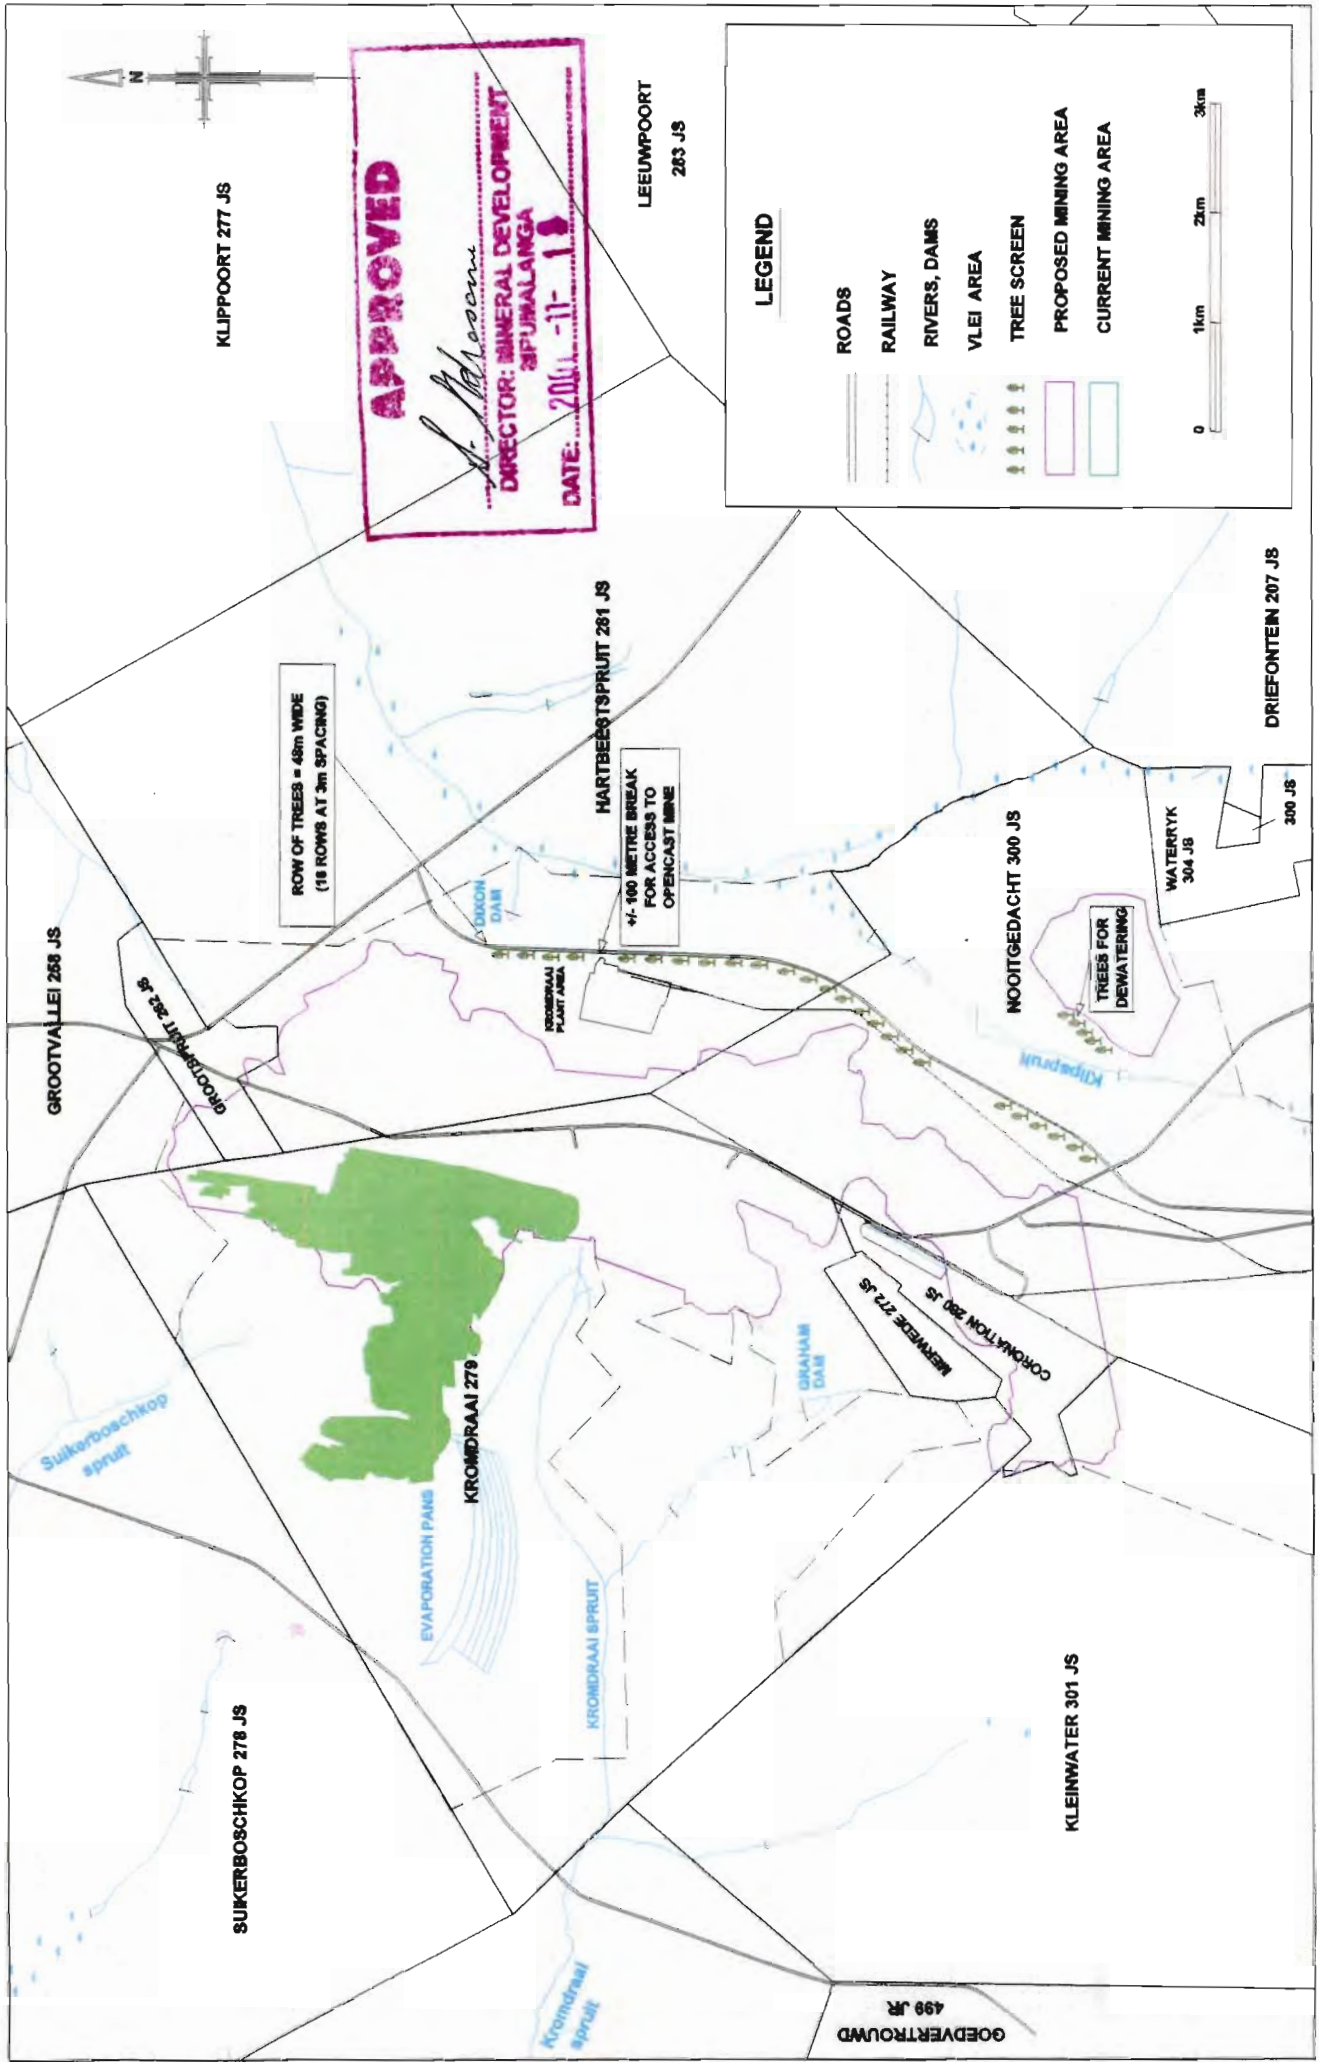 N
KLIPPOORT 277 JS
APPROVED
DIRECTOR: MINERAL DEVELOPMENT
MPUMALANGA
DATE:
-11-
LEEUWPOORT
283 JS
LEGEND
ROADS
RAILWAY
RIVERS, DAMS
VLEI AREA
TREE SCREEN
PROPOSED MINING AREA
CURRENT MINING AREA
0
1km
2km
3km
GROOTVALLEI 258 JS
GROOTSPRUIT 282 JS
ROW OF TREES = 48m WIDE
(16 ROWS AT 3m SPACING)
HARTBEESTSPRUIT 281 JS
DIXON
DAM
+/- 100 METRE BREAK
FOR ACCESS TO
OPENCAST MINE
KROMDRAAI
PLANT AREA
NOOITGEDACHT 300 JS
TREES FOR
DEWATERING
Klipspruit
WATERRYK
304 JS
300 JS
DRIEFONTEIN 207 JS
Suikerboschkop
spruit
EVAPORATION PANS
KROMDRAAI 279
KROMDRAAI SPRUIT
GRAHAM
DAM
MERWEDE 272 JS
CORONATION 280 JS
SUIKERBOSCHKOP 278 JS
Kromdraai
spruit
KLEINWATER 301 JS
GOEDVERTROUWD
499 JR